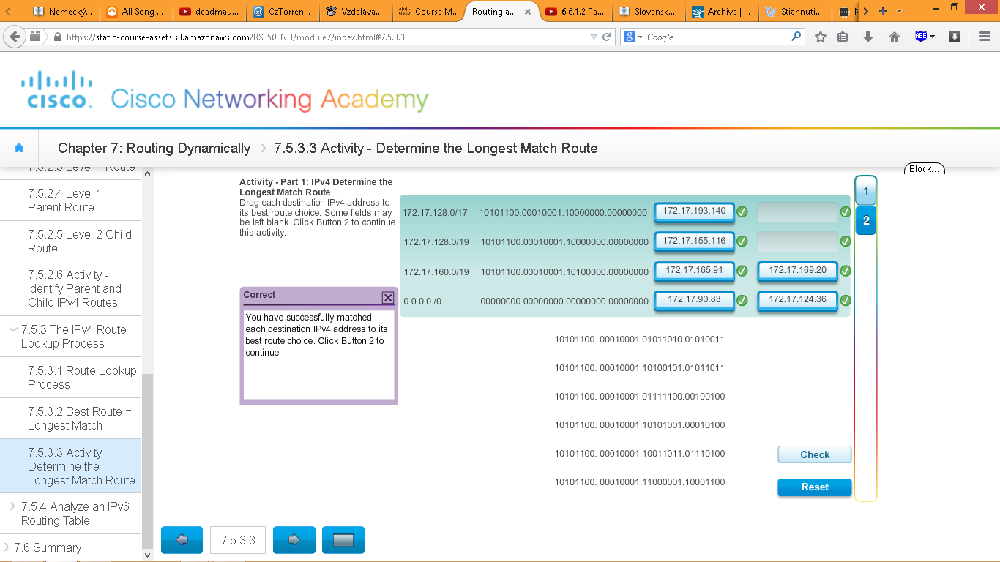 Nemecký...
All Song ...
deadmau...
CzTorren...
Vzdeláva...
Course M...
Routing a...
6.6.1.2 Pa...
Slovensk...
Archive | ...
Stiahnuti...
https://static-course-assets.s3.amazonaws.com/RSE50ENU/module7/index.html#7.5.3.3
Google
ABE
CISCO
Cisco Networking Academy
Chapter 7: Routing Dynamically
7.5.3.3 Activity - Determine the Longest Match Route
Block...
7.5.2.3 Level 1 Route
7.5.2.4 Level 1
Parent Route
7.5.2.5 Level 2 Child
Route
7.5.2.6 Activity -
Identify Parent and
Child IPv4 Routes
7.5.3 The IPv4 Route
Lookup Process
7.5.3.1 Route Lookup
Process
7.5.3.2 Best Route =
Longest Match
7.5.3.3 Activity -
Determine the
Longest Match Route
7.5.4 Analyze an IPv6
Routing Table
7.6 Summary
Activity - Part 1: IPv4 Determine the
Longest Match Route
Drag each destination IPv4 address to
its best route choice. Some fields may
be left blank. Click Button 2 to continue
this activity.
Correct
You have successfully matched
each destination IPv4 address to its
best route choice. Click Button 2 to
continue.
172.17.128.0/17 10101100.00010001.10000000.00000000 172.17.193.140
172.17.128.0/19 10101100.00010001.10000000.00000000 172.17.155.116
172.17.160.0/19 10101100.00010001.10100000.00000000 172.17.165.91 172.17.169.20
0.0.0.0 /0 00000000.00000000.00000000.00000000 172.17.90.83 172.17.124.36
10101100. 00010001.01011010.01010011
10101100. 00010001.10100101.01011011
10101100. 00010001.01111100.00100100
10101100. 00010001.10101001.00010100
10101100. 00010001.10011011.01110100
10101100. 00010001.11000001.10001100
1
2
Check
Reset
7.5.3.3